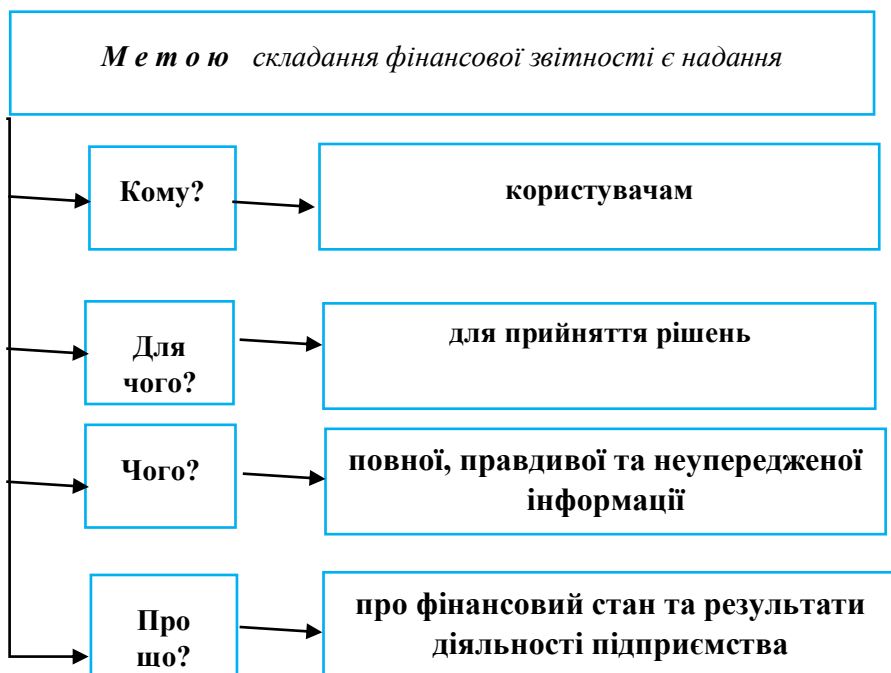 М е т о ю складання фінансової звітності є надання
Кому?
користувачам
Для
чого?
для прийняття рішень
Чого?
повної, правдивої та неупередженої
інформації
Про
що?
про фінансовий стан та результати
діяльності підприємства